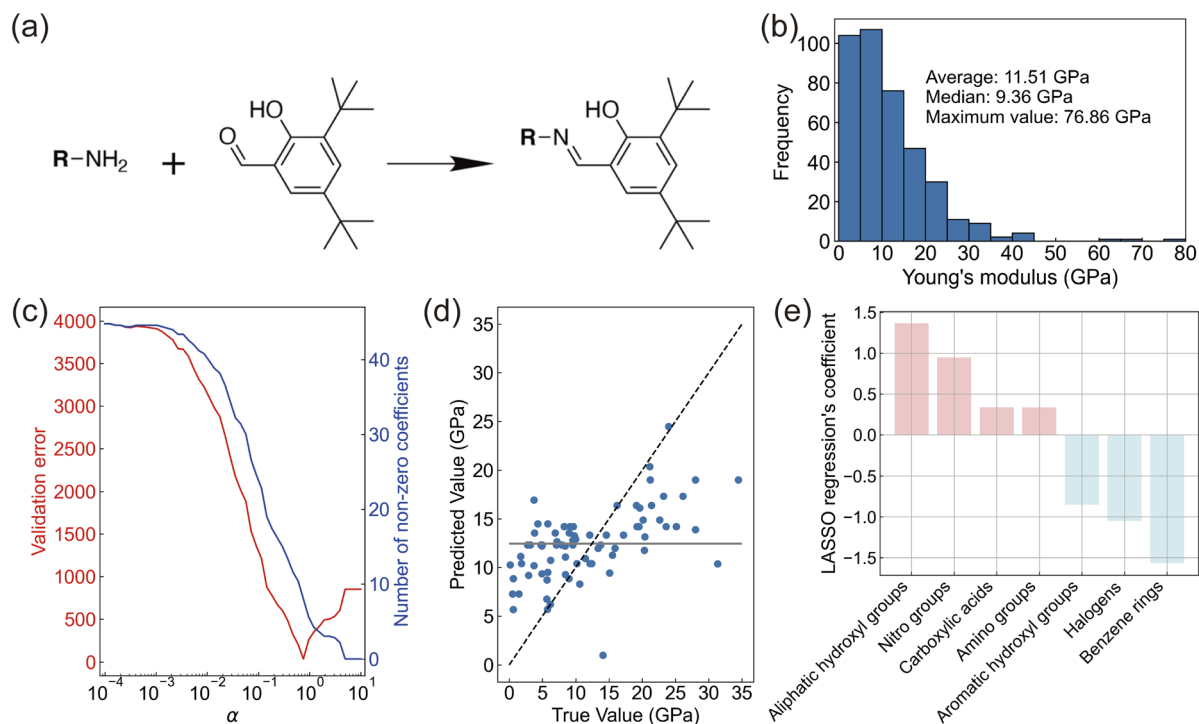 (a)
R-NH₂
+
O
HO
R-N
HO
(b)
Frequency
100
80
60
40
20
0
Average: 11.51 GPa
Median: 9.36 GPa
Maximum value: 76.86 GPa
0 10 20 30 40 50 60 70 80
Young's modulus (GPa)
(c)
Validation error
4000
3500
3000
2500
2000
1500
1000
500
0
Number of non-zero coefficients
40
30
20
10
0
10⁻⁴ 10⁻³ 10⁻² 10⁻¹ 10⁰ 10¹
α
(d)
Predicted Value (GPa)
35
30
25
20
15
10
5
0
0 5 10 15 20 25 30 35
True Value (GPa)
(e)
LASSO regression's coefficient
1.5
1.0
0.5
0.0
−0.5
−1.0
−1.5
Aliphatic hydroxyl groups
Nitro groups
Carboxylic acids
Amino groups
Aromatic hydroxyl groups
Halogens
Benzene rings